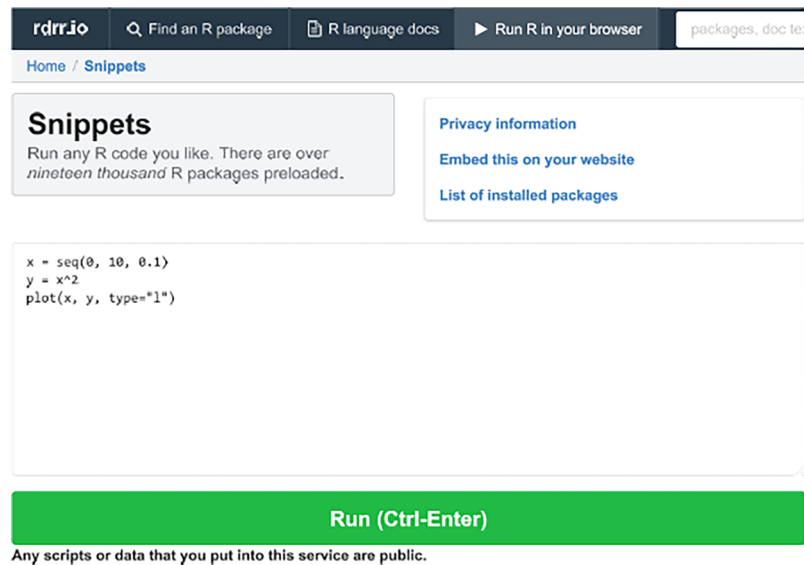 rdrr.io Find an R package R language docs Run R in your browser packages, doc te
Home / Snippets
Snippets
Run any R code you like. There are over
nineteen thousand R packages preloaded.
Privacy information
Embed this on your website
List of installed packages
x = seq(0, 10, 0.1)
y = x^2
plot(x, y, type="l")
Run (Ctrl-Enter)
Any scripts or data that you put into this service are public.